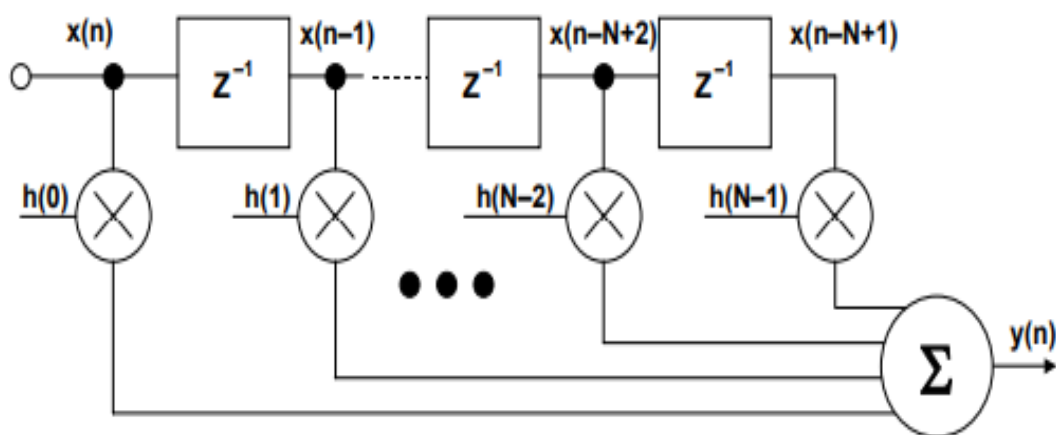 x(n) x(n–1) x(n–N+2) x(n–N+1)
Z⁻¹ Z⁻¹ Z⁻¹
h(0) h(1) h(N–2) h(N–1)
y(n)
Σ